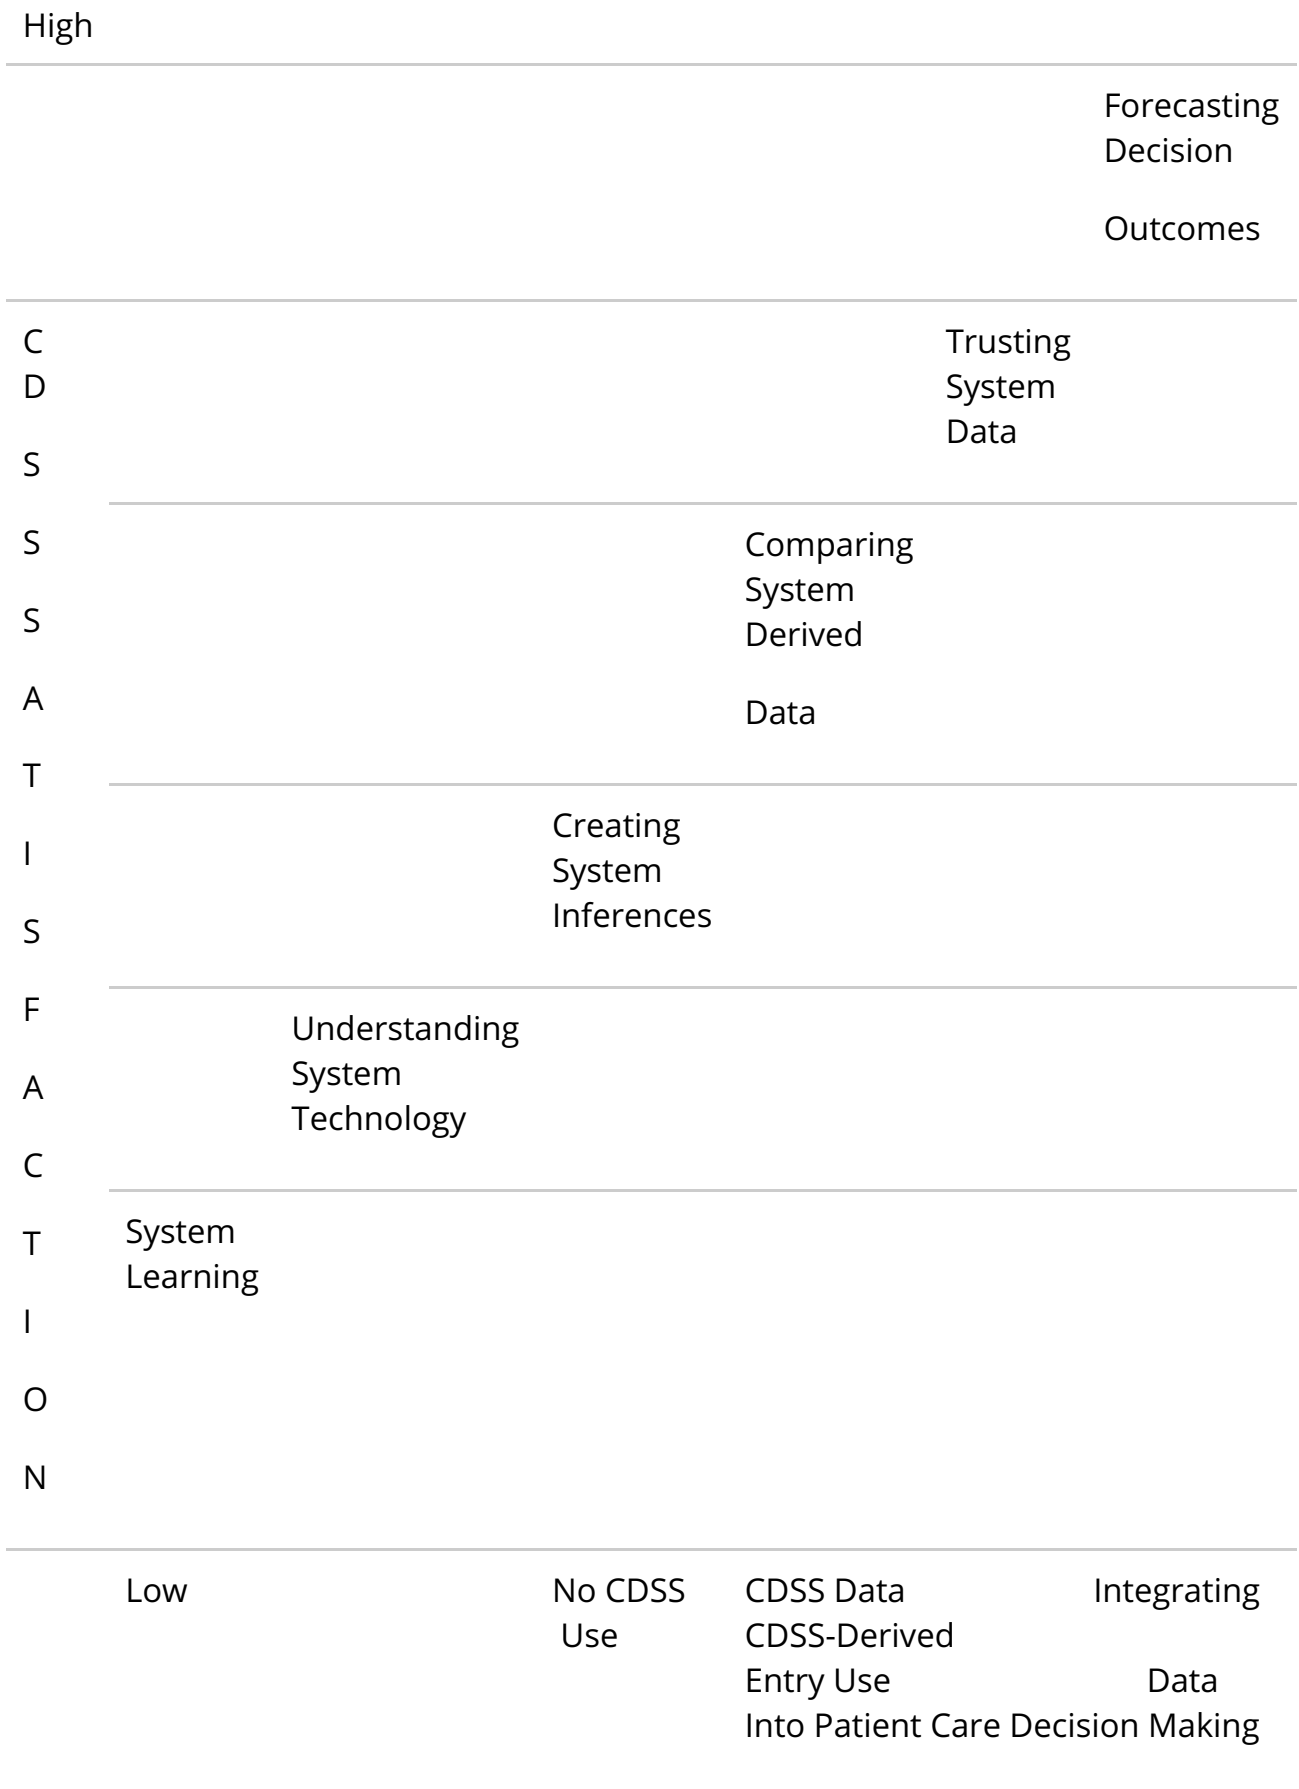 High
Forecasting
Decision
Outcomes
C
D
S
S
S
A
T
I
S
F
A
C
T
I
O
N
Trusting
System
Data
Comparing
System
Derived
Data
Creating
System
Inferences
Understanding
System
Technology
System
Learning
Low
No CDSS
Use
CDSS Data Integrating
CDSS-Derived
Entry Use Data
Into Patient Care Decision Making